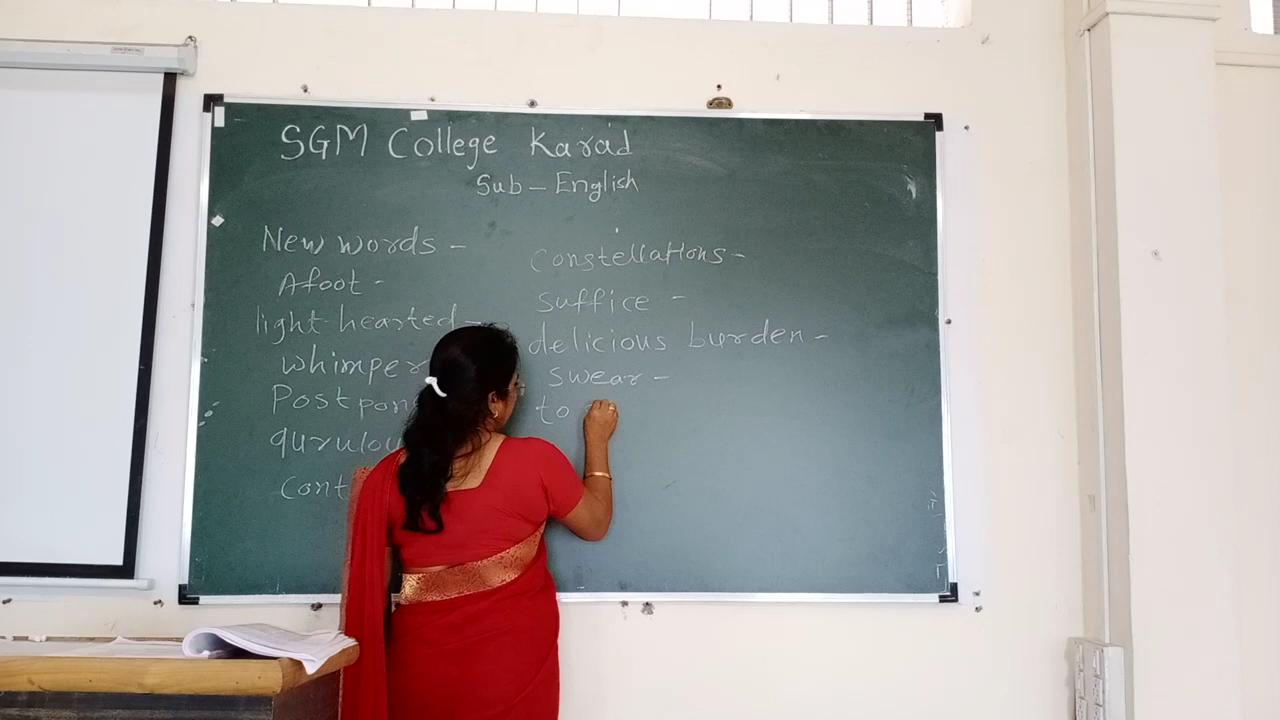 SGM College Karad
Sub - English
New words -
Afoot -
light hearted -
whimper
Postpon
qurulou
cont
constellations -
suffice -
delicious burden -
swear -
to